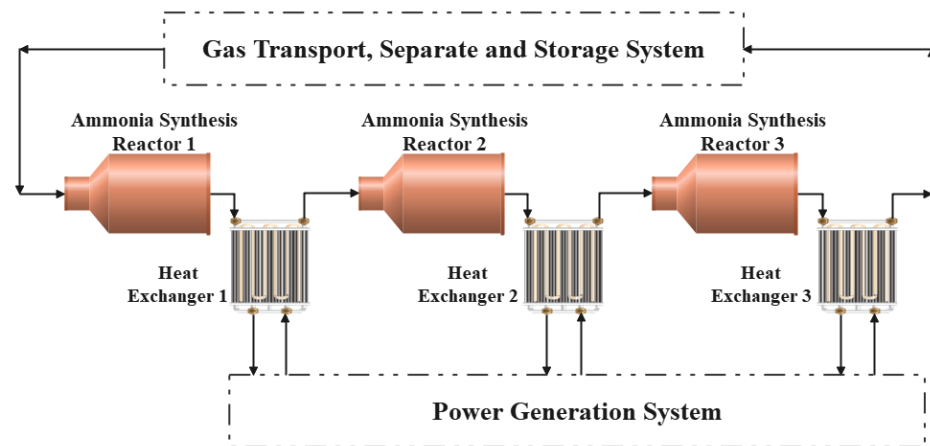 Gas Transport, Separate and Storage System
Ammonia Synthesis
Reactor 1
Ammonia Synthesis
Reactor 2
Ammonia Synthesis
Reactor 3
Heat
Exchanger 1
Heat
Exchanger 2
Heat
Exchanger 3
Power Generation System